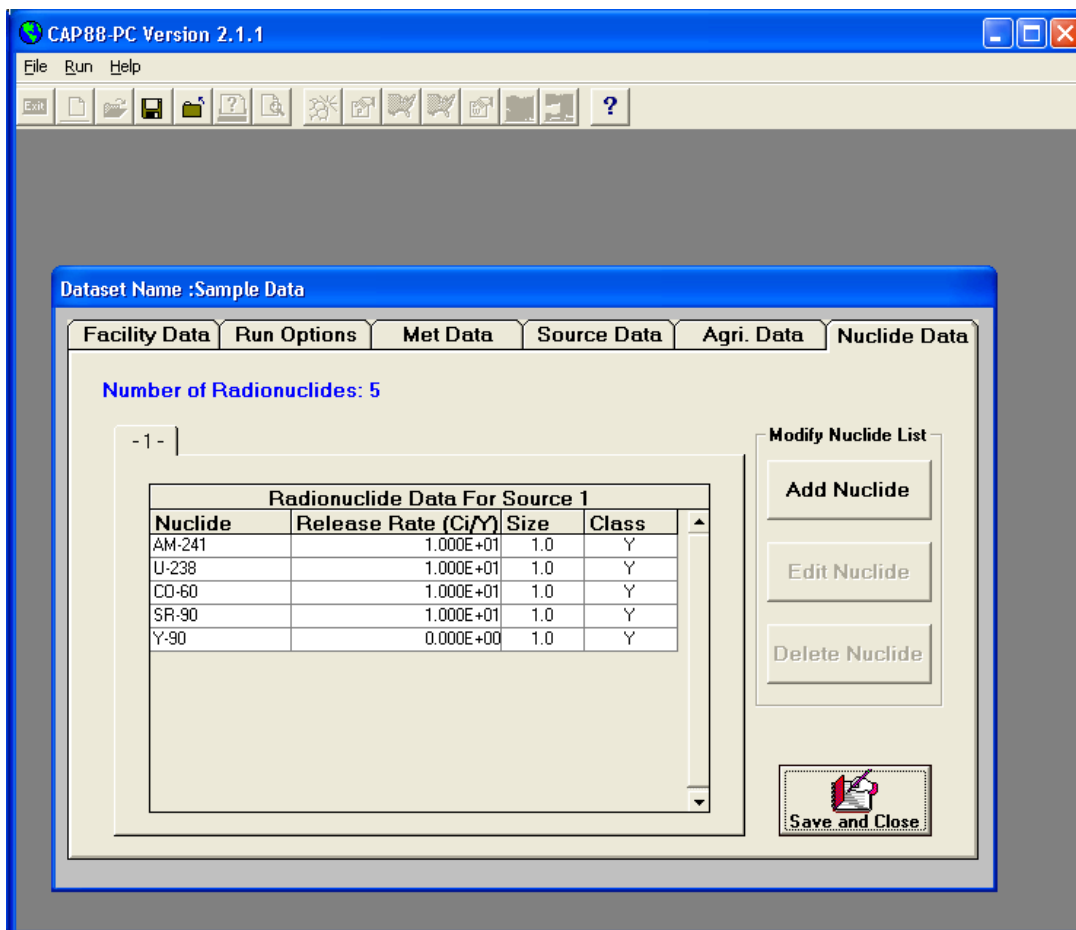 CAP88-PC Version 2.1.1
File Run Help
Exit ? ?
Dataset Name :Sample Data
Facility Data Run Options Met Data Source Data Agri. Data Nuclide Data
Number of Radionuclides: 5
- 1 -
Modify Nuclide List
Radionuclide Data For Source 1
Nuclide Release Rate (Ci/Y) Size Class
AM-241 1.000E+01 1.0 Y
U-238 1.000E+01 1.0 Y
CO-60 1.000E+01 1.0 Y
SR-90 1.000E+01 1.0 Y
Y-90 0.000E+00 1.0 Y
Add Nuclide
Edit Nuclide
Delete Nuclide
Save and Close